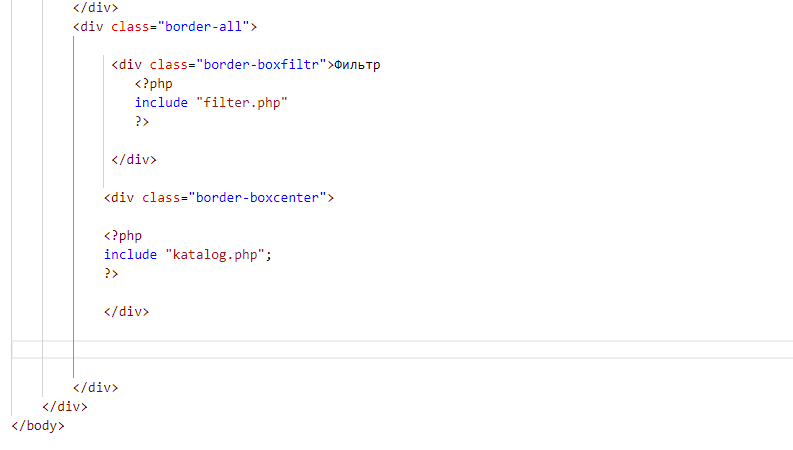 </div>
<div class="border-all">
<div class="border-boxfiltr">Фильтр
<?php
include "filter.php"
?>
</div>
<div class="border-boxcenter">
<?php
include "katalog.php";
?>
</div>
</div>
</div>
</body>